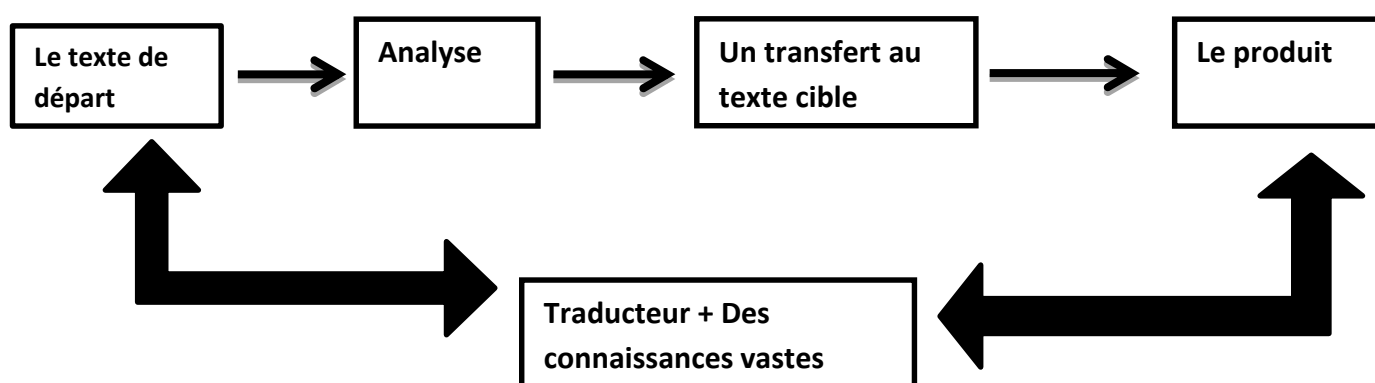 Le texte de
départ
Analyse
Un transfert au
texte cible
Le produit
Traducteur + Des
connaissances vastes